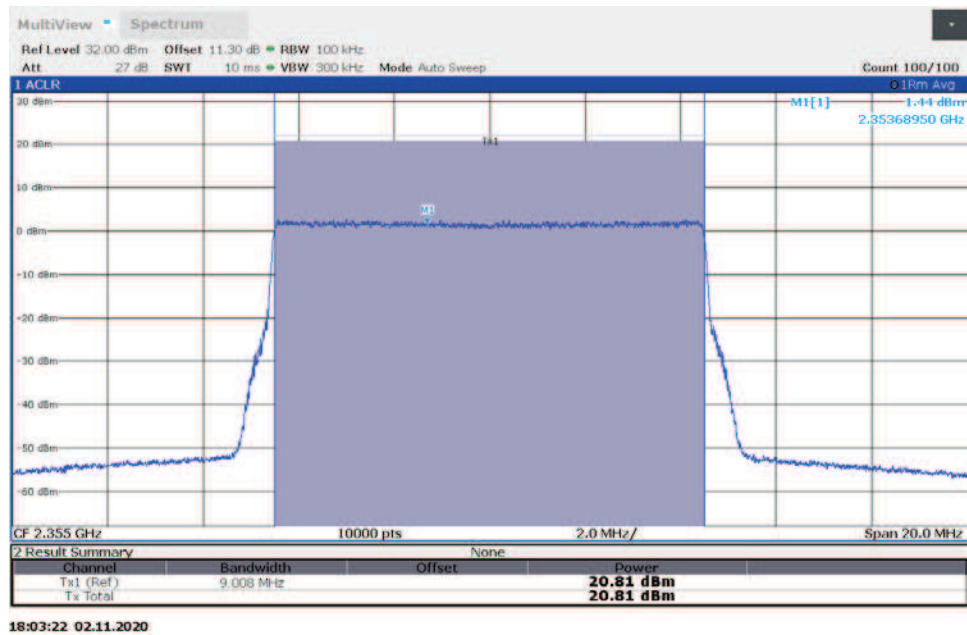 MultiView Spectrum
Ref Level 32.00 dBm Offset 11.30 dB RBW 100 kHz
Att 27 dB SWT 10 ms VBW 300 kHz Mode Auto Sweep Count 100/100
1 ACLR 1Rm Avg
30 dBm M1[1] 1.44 dBm
2.35368950 GHz
20 dBm TX1
10 dBm
M1
0 dBm
-10 dBm
-20 dBm
-30 dBm
-40 dBm
-50 dBm
-60 dBm
CF 2.355 GHz 10000 pts 2.0 MHz/ Span 20.0 MHz
2 Result Summary None
Channel Bandwidth Offset Power
Tx1 (Ref) 9.008 MHz 20.81 dBm
Tx Total 20.81 dBm
18:03:22 02.11.2020